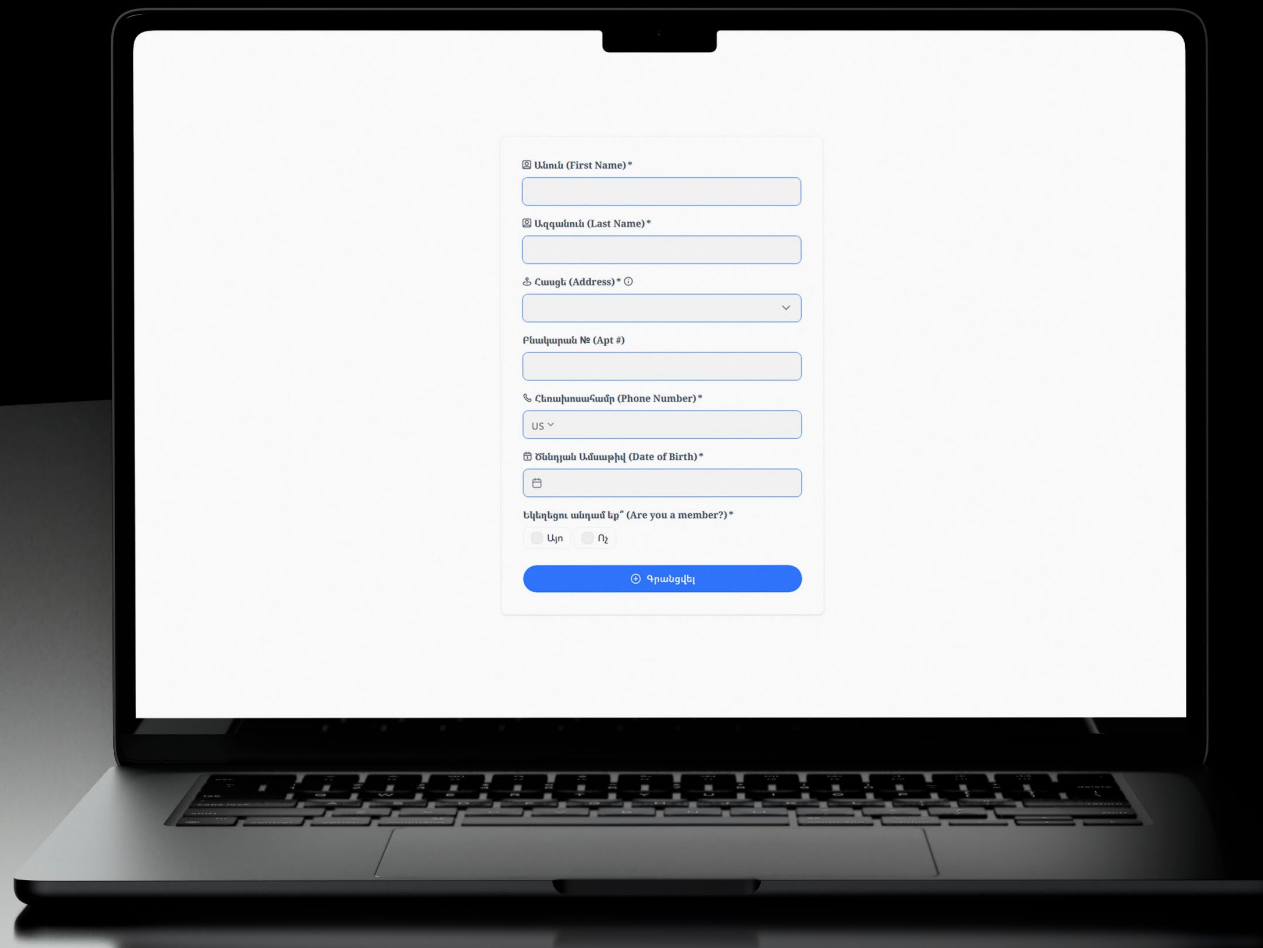 Անուն (First Name)*
Ազգանուն (Last Name)*
Հասցե (Address)*
Բնակարան № (Apt #)
Հեռախոսահամր (Phone Number)*
US
Ծննդյան Ամսաթիվ (Date of Birth)*
Եկեղեցու անդամ եք՞ (Are you a member?)*
Այո Ոչ
Գրանցվել